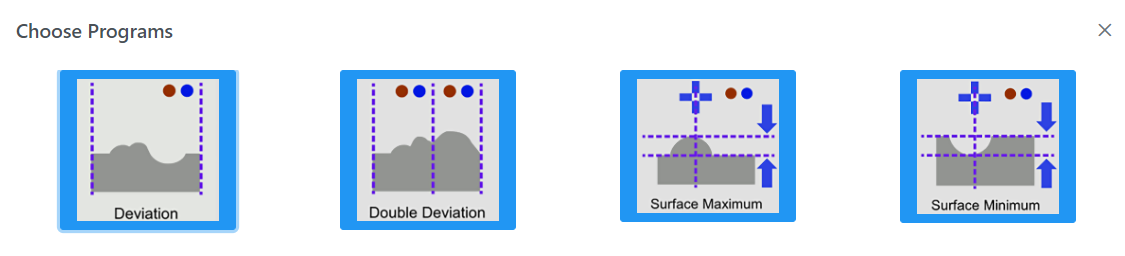 Choose Programs
Deviation
Double Deviation
Surface Maximum
Surface Minimum